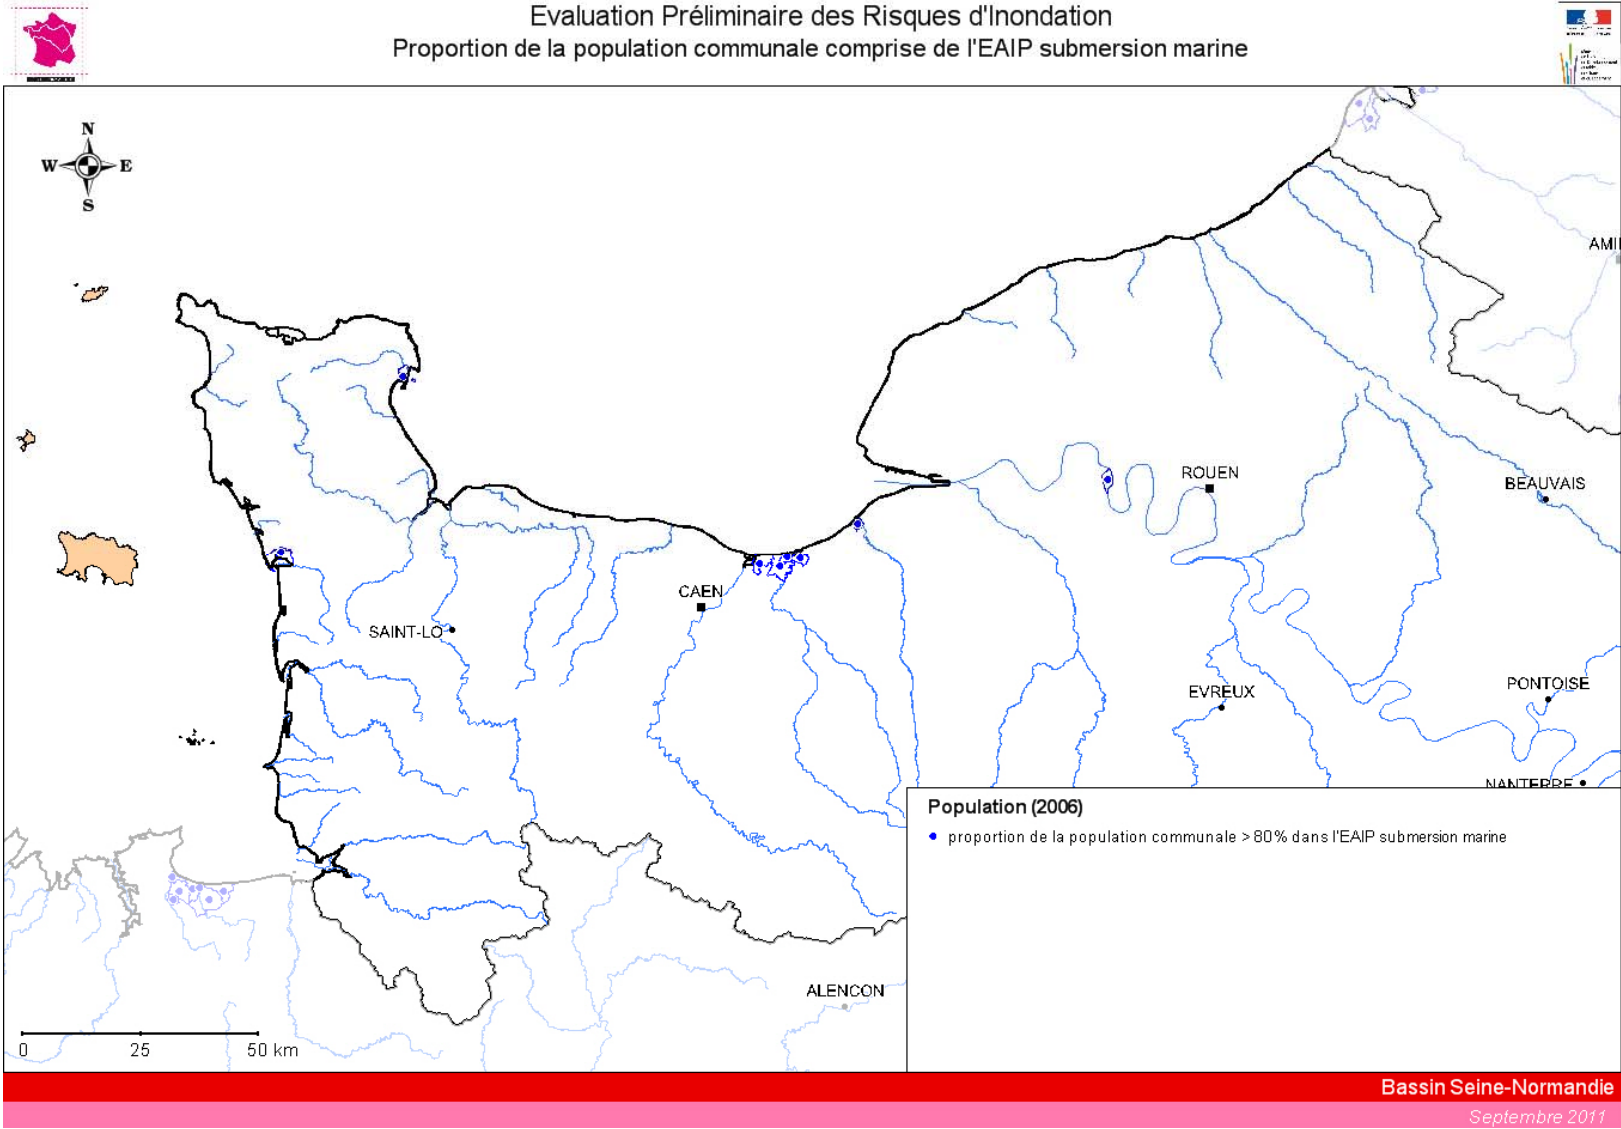 Evaluation Préliminaire des Risques d'Inondation
Proportion de la population communale comprise de l'EAIP submersion marine
N
W E
S
AMI
ROUEN
BEAUVAIS
CAEN
SAINT-LO
EVREUX
PONTOISE
NANTERRE
Population (2006)
proportion de la population communale > 80% dans l'EAIP submersion marine
ALENCON
0 25 50 km
Bassin Seine-Normandie
Septembre 2011